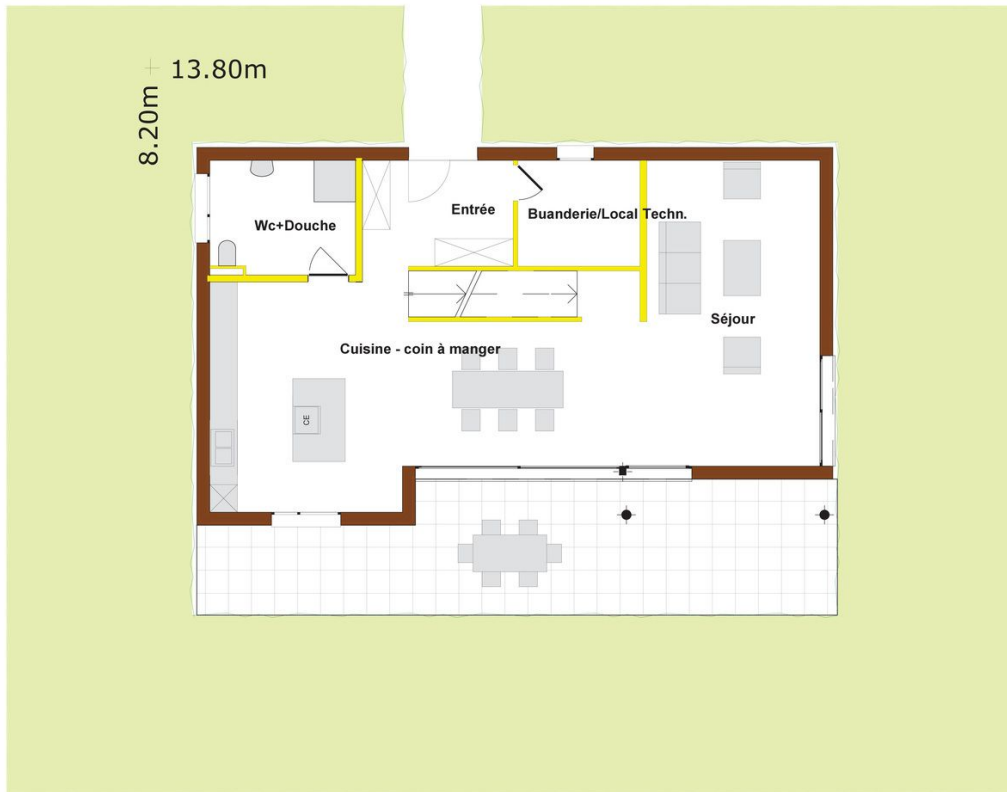 13.80m
8.20m
Entrée
Buanderie/Local Techn.
Wc+Douche
Séjour
Cuisine - coin à manger
CE